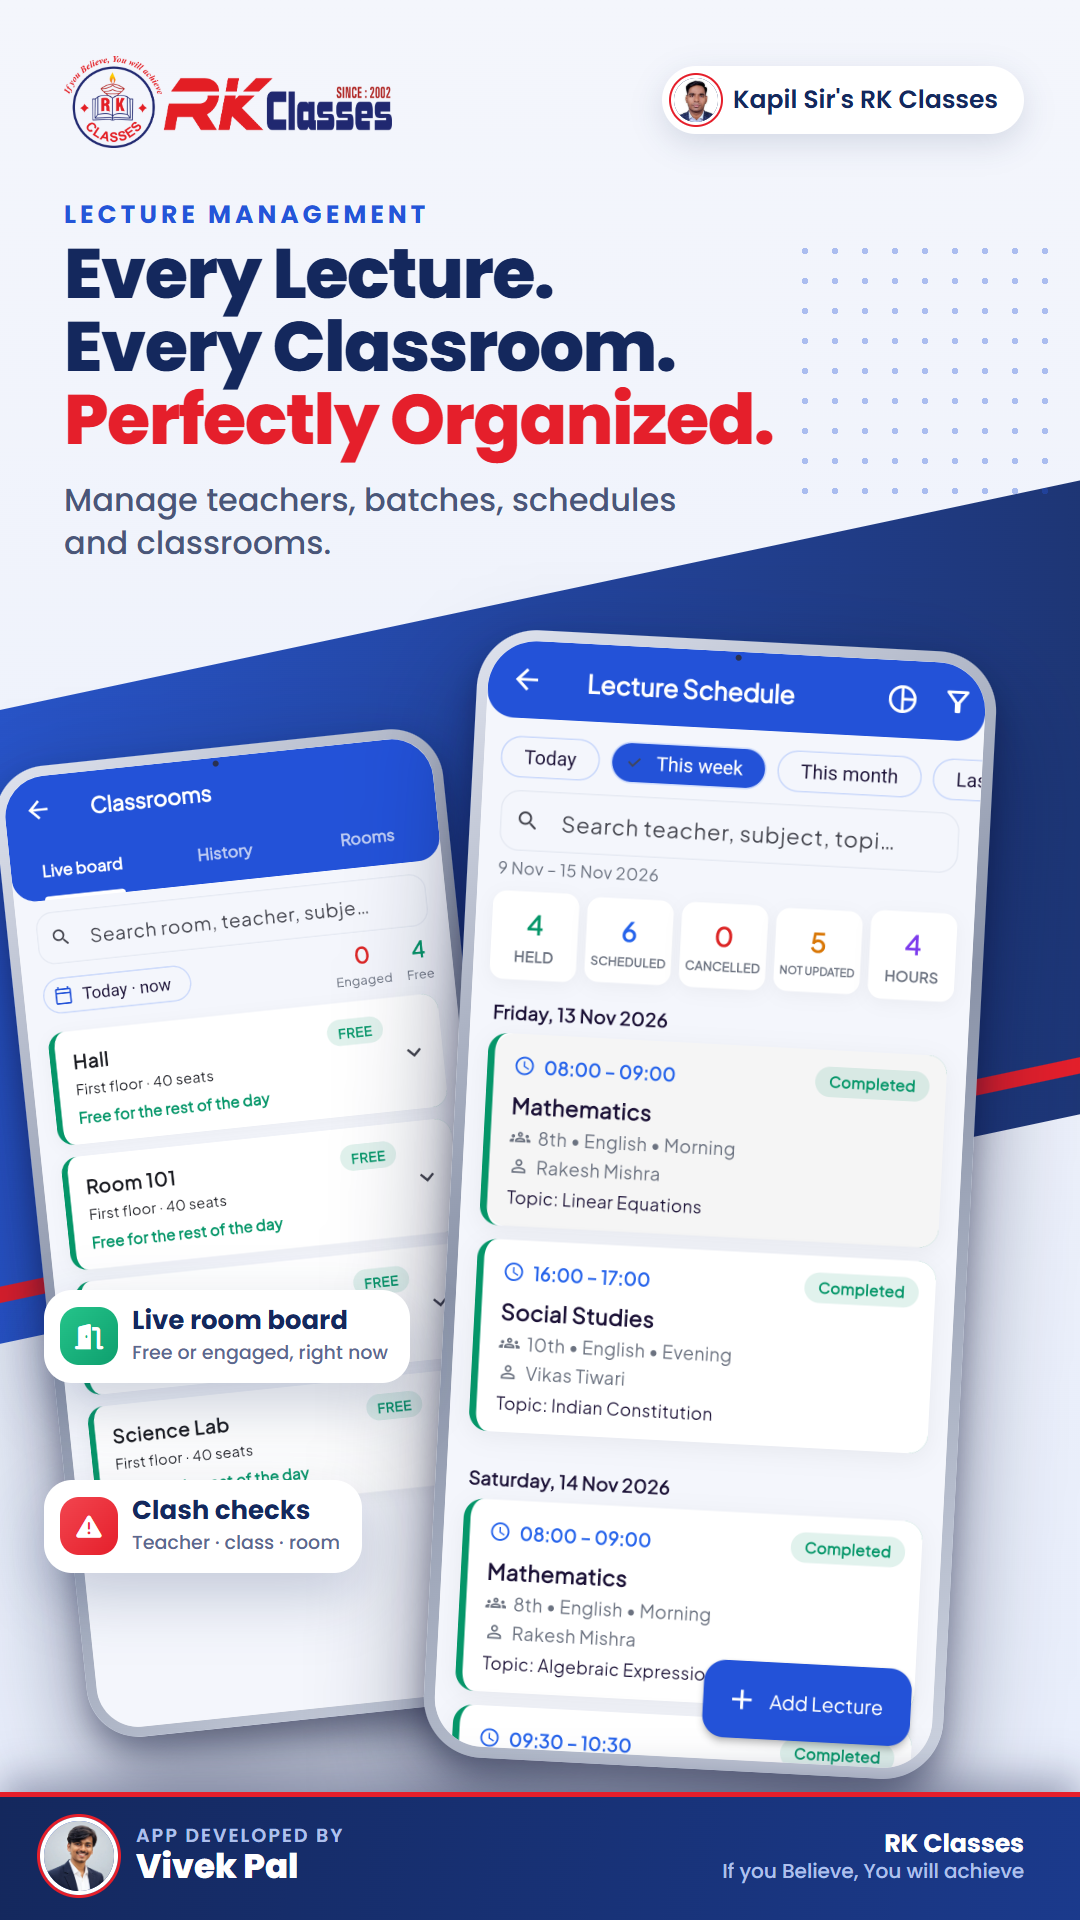 If you Believe, You will achieve
RK
CLASSES
RK Classes
SINCE : 2002
Kapil Sir's RK Classes
LECTURE MANAGEMENT
Every Lecture.
Every Classroom.
Perfectly Organized.
Manage teachers, batches, schedules
and classrooms.
Classrooms
Live board
History
Rooms
Search room, teacher, subje...
Today · now
0
Engaged
4
Free
Hall
FREE
First floor · 40 seats
Free for the rest of the day
Room 101
FREE
First floor · 40 seats
Free for the rest of the day
FREE
Live room board
Free or engaged, right now
Science Lab
FREE
First floor · 40 seats
st of the day
Clash checks
Teacher · class · room
Lecture Schedule
Today
This week
This month
Las
Search teacher, subject, topi...
9 Nov – 15 Nov 2026
4
HELD
6
SCHEDULED
0
CANCELLED
5
NOT UPDATED
4
HOURS
Friday, 13 Nov 2026
08:00 – 09:00
Completed
Mathematics
8th • English • Morning
Rakesh Mishra
Topic: Linear Equations
16:00 – 17:00
Completed
Social Studies
10th • English • Evening
Vikas Tiwari
Topic: Indian Constitution
Saturday, 14 Nov 2026
08:00 – 09:00
Completed
Mathematics
8th • English • Morning
Rakesh Mishra
Topic: Algebraic Expressio
Add Lecture
09:30 – 10:30
Completed
APP DEVELOPED BY
Vivek Pal
RK Classes
If you Believe, You will achieve